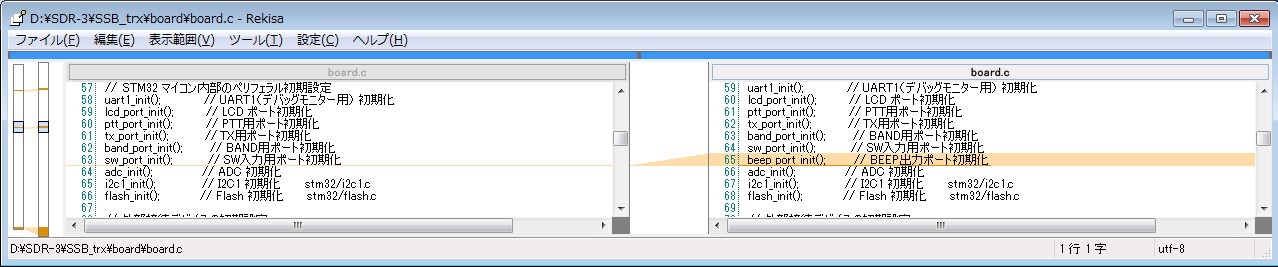 D:¥SDR-3¥SSB_trx¥board¥board.c - Rekisa
ファイル(F) 編集(E) 表示範囲(V) ツール(T) 設定(C) ヘルプ(H)
board.c
57 // STM32 マイコン内部のペリフェラル初期設定
58 uart1_init(); // UART1(デバッグモニター用) 初期化
59 lcd_port_init(); // LCD ポート初期化
60 ptt_port_init(); // PTT用ポート初期化
61 tx_port_init(); // TX用ポート初期化
62 band_port_init(); // BAND用ポート初期化
63 sw_port_init(); // SW入力用ポート初期化
64 adc_init(); // ADC 初期化
65 i2c1_init(); // I2C1 初期化 stm32/i2c1.c
66 flash_init(); // Flash 初期化 stm32/flash.c
board.c
59 uart1_init(); // UART1(デバッグモニター用) 初期化
60 lcd_port_init(); // LCD ポート初期化
61 ptt_port_init(); // PTT用ポート初期化
62 tx_port_init(); // TX用ポート初期化
63 band_port_init(); // BAND用ポート初期化
64 sw_port_init(); // SW入力用ポート初期化
65 beep_port_init(); // BEEP出力ポート初期化
66 adc_init(); // ADC 初期化
67 i2c1_init(); // I2C1 初期化 stm32/i2c1.c
68 flash_init(); // Flash 初期化 stm32/flash.c
D:¥SDR-3¥SSB_trx¥board¥board.c 1 行 1 字 utf-8